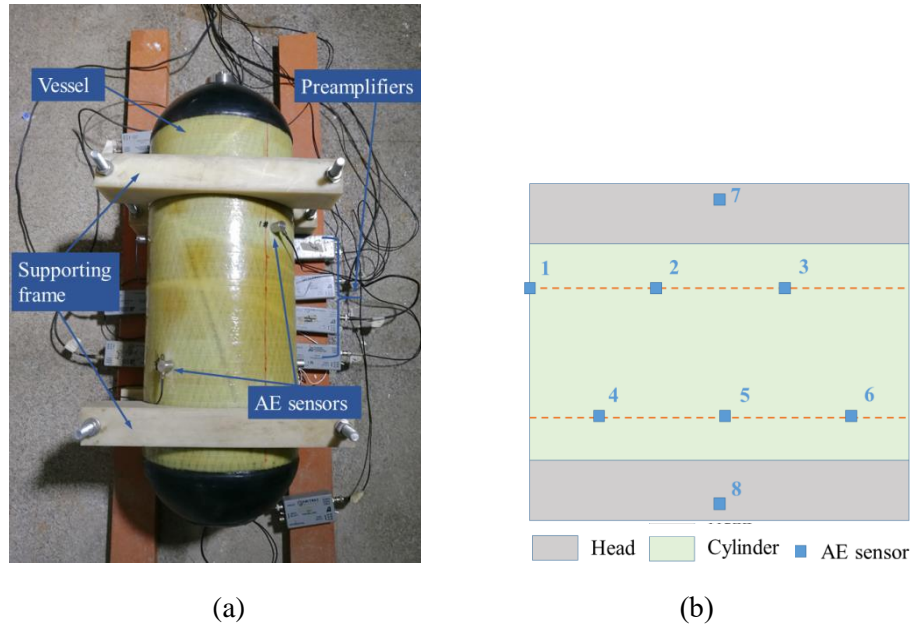 Vessel
Preamplifiers
Supporting
frame
AE sensors
(a)
7
1
2
3
4
5
6
8
Head
Cylinder
AE sensor
(b)